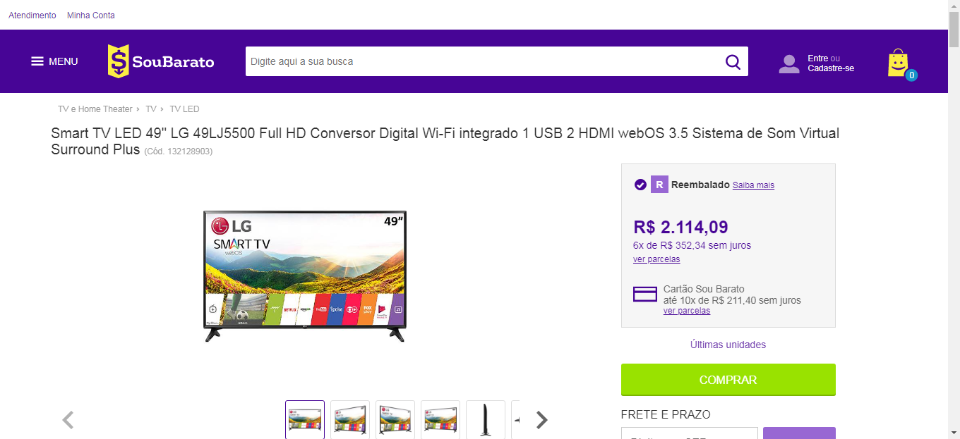 Atendimento Minha Conta
MENU
SouBarato
Digite aqui a sua busca
Entre ou
Cadastre-se
0
TV e Home Theater › TV › TV LED
Smart TV LED 49" LG 49LJ5500 Full HD Conversor Digital Wi-Fi integrado 1 USB 2 HDMI webOS 3.5 Sistema de Som Virtual
Surround Plus (Cód. 132128903)
R Reembalado Saiba mais
LG
49"
SMART TV
webOS
R$ 2.114,09
6x de R$ 352,34 sem juros
ver parcelas
Cartão Sou Barato
até 10x de R$ 211,40 sem juros
ver parcelas
Últimas unidades
COMPRAR
FRETE E PRAZO